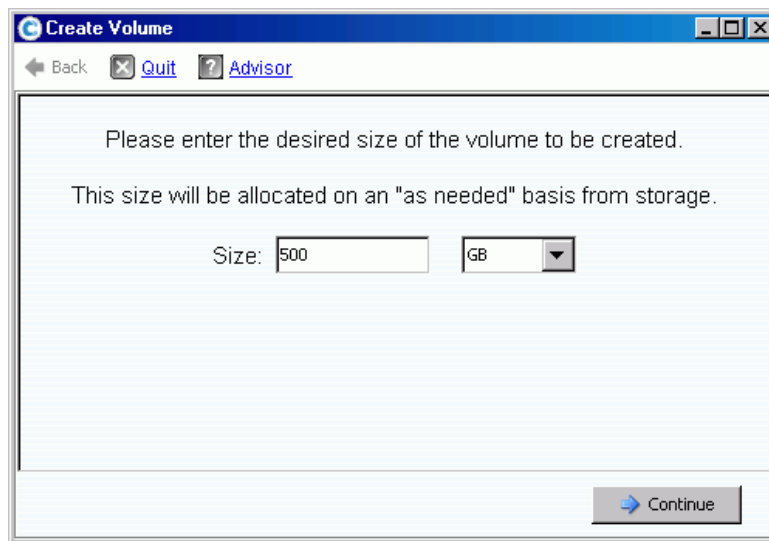 Create Volume
Back Quit ? Advisor
Please enter the desired size of the volume to be created.
This size will be allocated on an "as needed" basis from storage.
Size: 500 GB
Continue